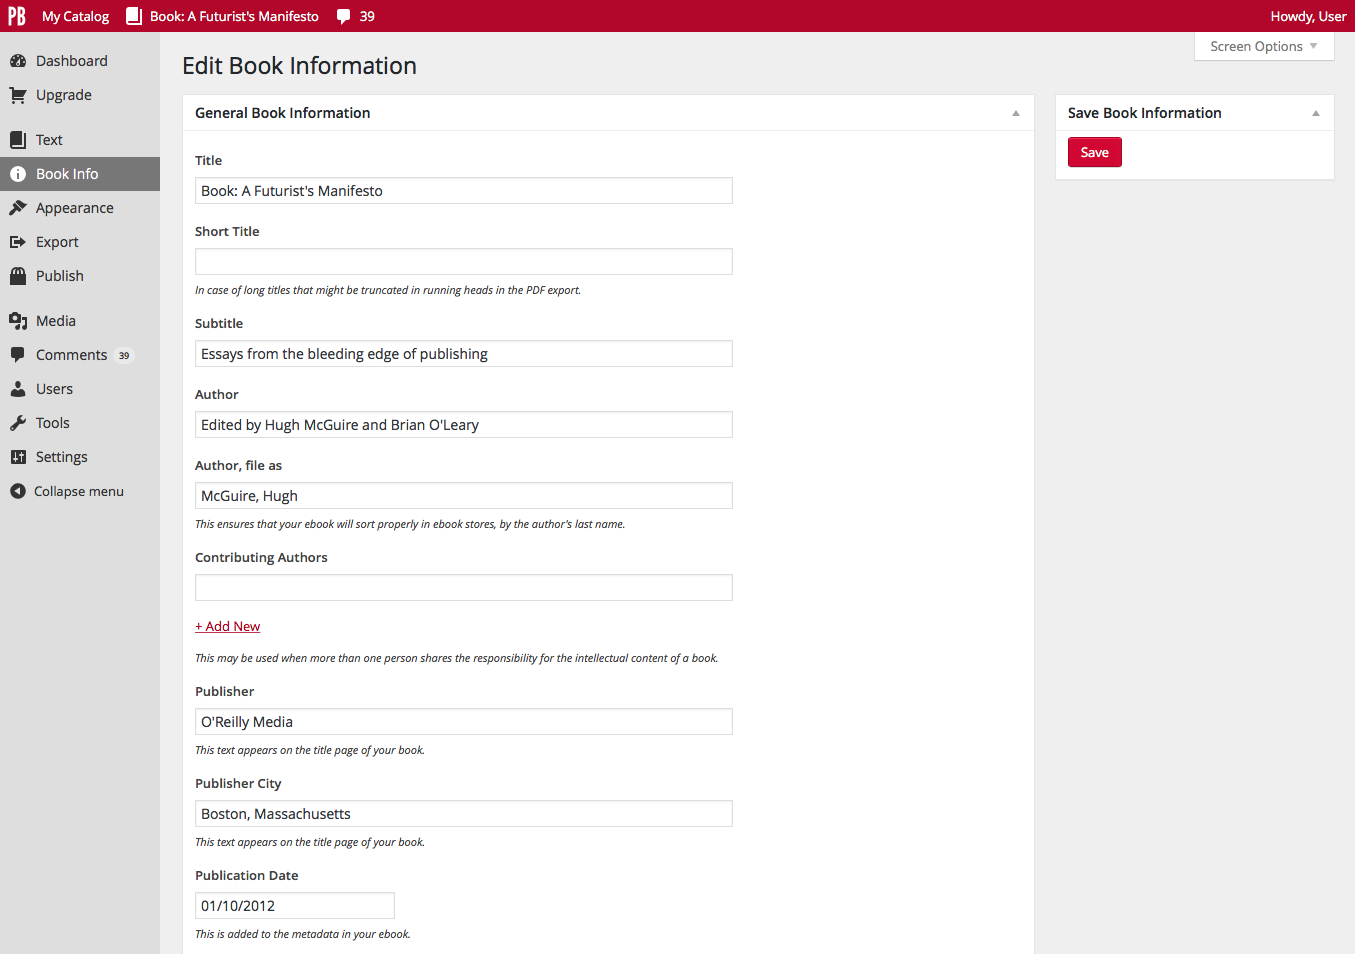 PB My Catalog Book: A Futurist's Manifesto 39 Howdy, User
Screen Options
Dashboard
Upgrade
Text
Book Info
Appearance
Export
Publish
Media
Comments 39
Users
Tools
Settings
Collapse menu
Edit Book Information
General Book Information
Title
Book: A Futurist's Manifesto
Short Title
In case of long titles that might be truncated in running heads in the PDF export.
Subtitle
Essays from the bleeding edge of publishing
Author
Edited by Hugh McGuire and Brian O'Leary
Author, file as
McGuire, Hugh
This ensures that your ebook will sort properly in ebook stores, by the author's last name.
Contributing Authors
+ Add New
This may be used when more than one person shares the responsibility for the intellectual content of a book.
Publisher
O'Reilly Media
This text appears on the title page of your book.
Publisher City
Boston, Massachusetts
This text appears on the title page of your book.
Publication Date
01/10/2012
This is added to the metadata in your ebook.
Save Book Information
Save